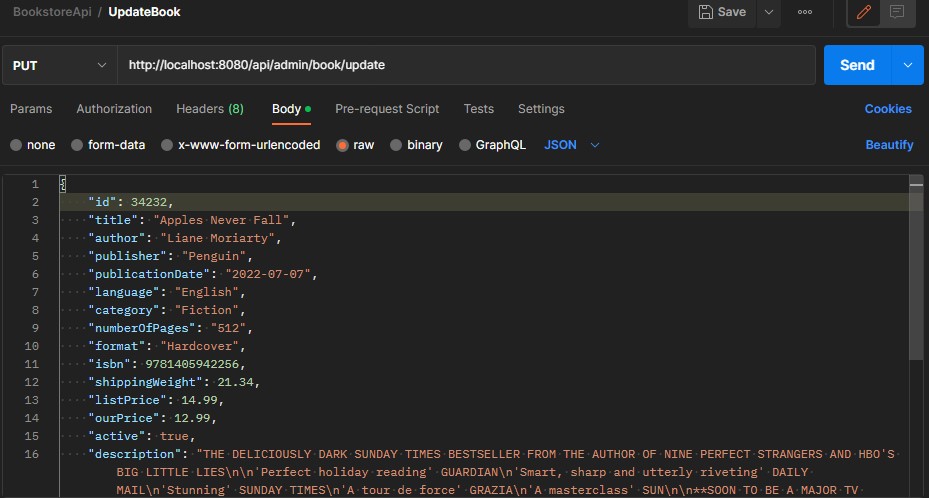 BookstoreApi / UpdateBook
Save
PUT
http://localhost:8080/api/admin/book/update
Send
Params Authorization Headers (8) Body Pre-request Script Tests Settings Cookies
none form-data x-www-form-urlencoded raw binary GraphQL JSON Beautify
1 {
2 "id": 34232,
3 "title": "Apples Never Fall",
4 "author": "Liane Moriarty",
5 "publisher": "Penguin",
6 "publicationDate": "2022-07-07",
7 "language": "English",
8 "category": "Fiction",
9 "numberOfPages": "512",
10 "format": "Hardcover",
11 "isbn": 9781405942256,
12 "shippingWeight": 21.34,
13 "listPrice": 14.99,
14 "ourPrice": 12.99,
15 "active": true,
16 "description": "THE DELICIOUSLY DARK SUNDAY TIMES BESTSELLER FROM THE AUTHOR OF NINE PERFECT STRANGERS AND HBO'S
BIG LITTLE LIES\n\n'Perfect holiday reading' GUARDIAN\n'Smart, sharp and utterly riveting' DAILY
MAIL\n'Stunning' SUNDAY TIMES\n'A tour de force' GRAZIA\n'A masterclass' SUN\n\n**SOON TO BE A MAJOR TV